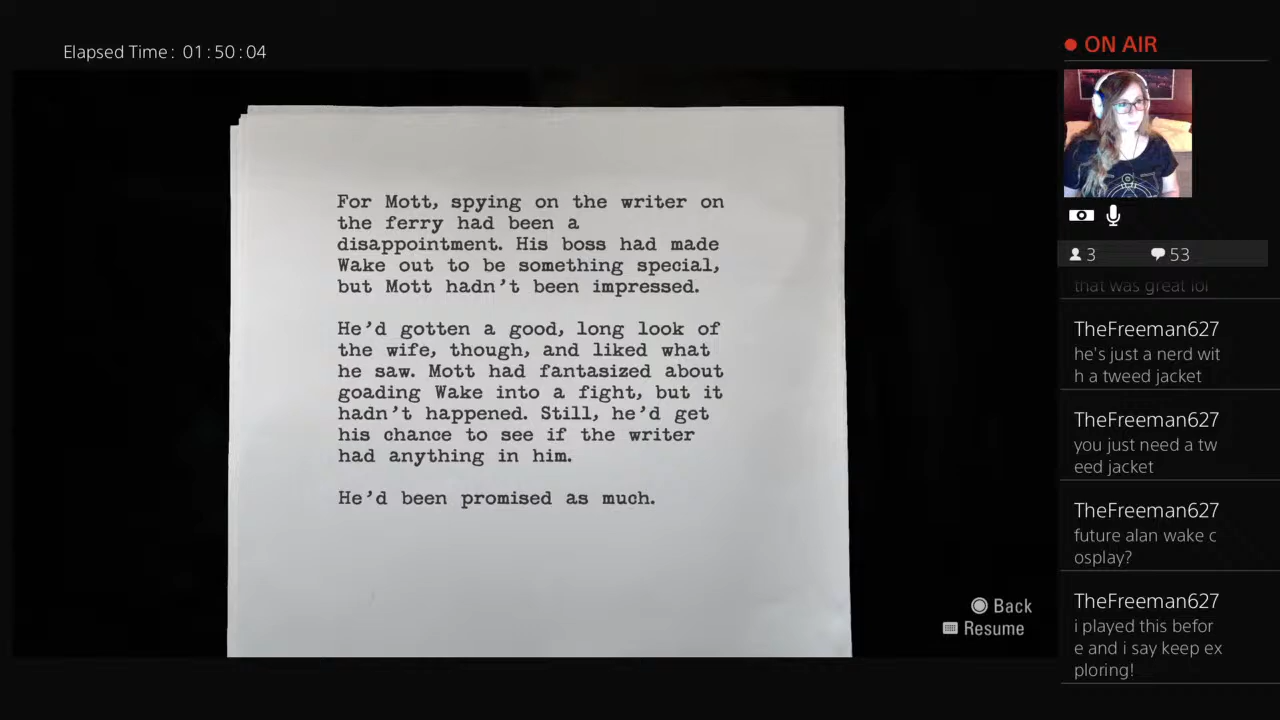 Elapsed Time: 01:50:04
ON AIR
For Mott, spying on the writer on
the ferry had been a
disappointment. His boss had made
Wake out to be something special,
but Mott hadn't been impressed.
He'd gotten a good, long look of
the wife, though, and liked what
he saw. Mott had fantasized about
goading Wake into a fight, but it
hadn't happened. Still, he'd get
his chance to see if the writer
had anything in him.
He'd been promised as much.
Back
Resume
3
53
that was great lol
TheFreeman627
he's just a nerd wit
h a tweed jacket
TheFreeman627
you just need a tw
eed jacket
TheFreeman627
future alan wake c
osplay?
TheFreeman627
i played this befor
e and i say keep ex
ploring!